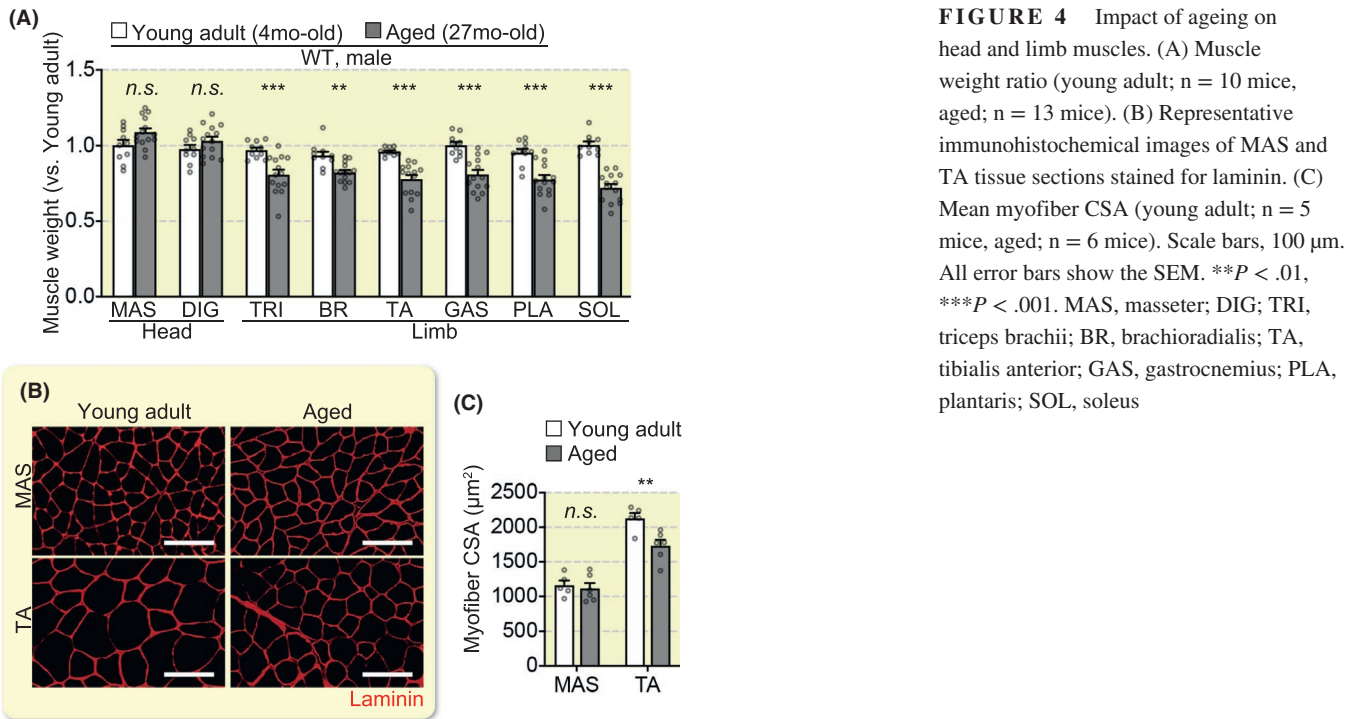 (A)
Young adult (4mo-old) Aged (27mo-old)
WT, male
Muscle weight (vs. Young adult)
1.5
1.0
0.5
0.0
n.s. n.s. *** ** *** *** *** ***
MAS DIG TRI BR TA GAS PLA SOL
Head Limb
(B)
Young adult Aged
MAS
TA
Laminin
(C)
Young adult
Aged
Myofiber CSA (µm²)
2500
2000
1500
1000
500
0
n.s. **
MAS TA
FIGURE 4 Impact of ageing on
head and limb muscles. (A) Muscle
weight ratio (young adult; n = 10 mice,
aged; n = 13 mice). (B) Representative
immunohistochemical images of MAS and
TA tissue sections stained for laminin. (C)
Mean myofiber CSA (young adult; n = 5
mice, aged; n = 6 mice). Scale bars, 100 µm.
All error bars show the SEM. **P < .01,
***P < .001. MAS, masseter; DIG; TRI,
triceps brachii; BR, brachioradialis; TA,
tibialis anterior; GAS, gastrocnemius; PLA,
plantaris; SOL, soleus